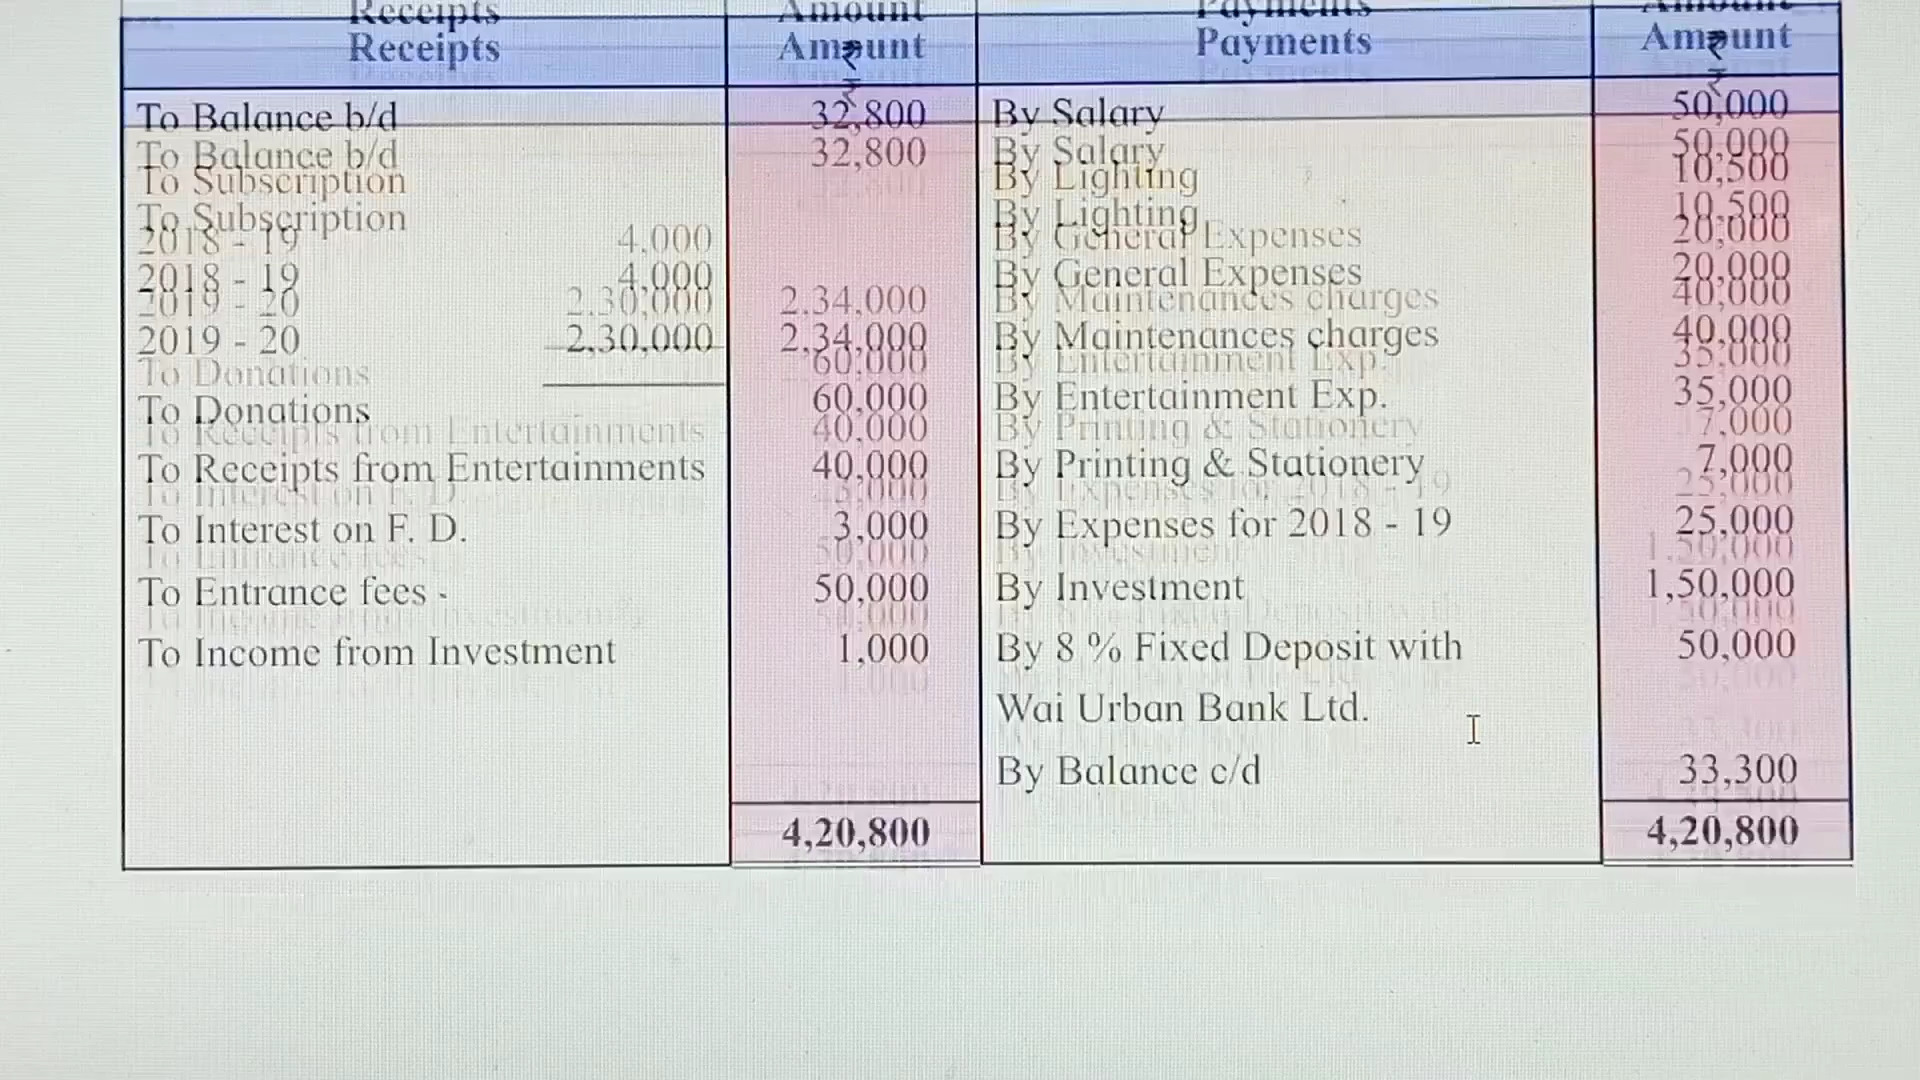 Receipts Amount Payments Amount
₹ ₹
To Balance b/d 32,800 By Salary 50,000
To Subscription By Lighting 10,500
2018 - 19 4,000 By General Expenses 20,000
2019 - 20 2,30,000 2,34,000 By Maintenances charges 40,000
To Donations 60,000 By Entertainment Exp. 35,000
To Receipts from Entertainments 40,000 By Printing & Stationery 7,000
To Interest on F. D. 3,000 By Expenses for 2018 - 19 25,000
To Entrance fees - 50,000 By Investment 1,50,000
To Income from Investment 1,000 By 8 % Fixed Deposit with 50,000
Wai Urban Bank Ltd.
By Balance c/d 33,300
4,20,800 4,20,800